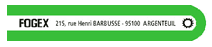 FOGEX 215, rue Henri BARBUSSE - 95100 ARGENTEUIL